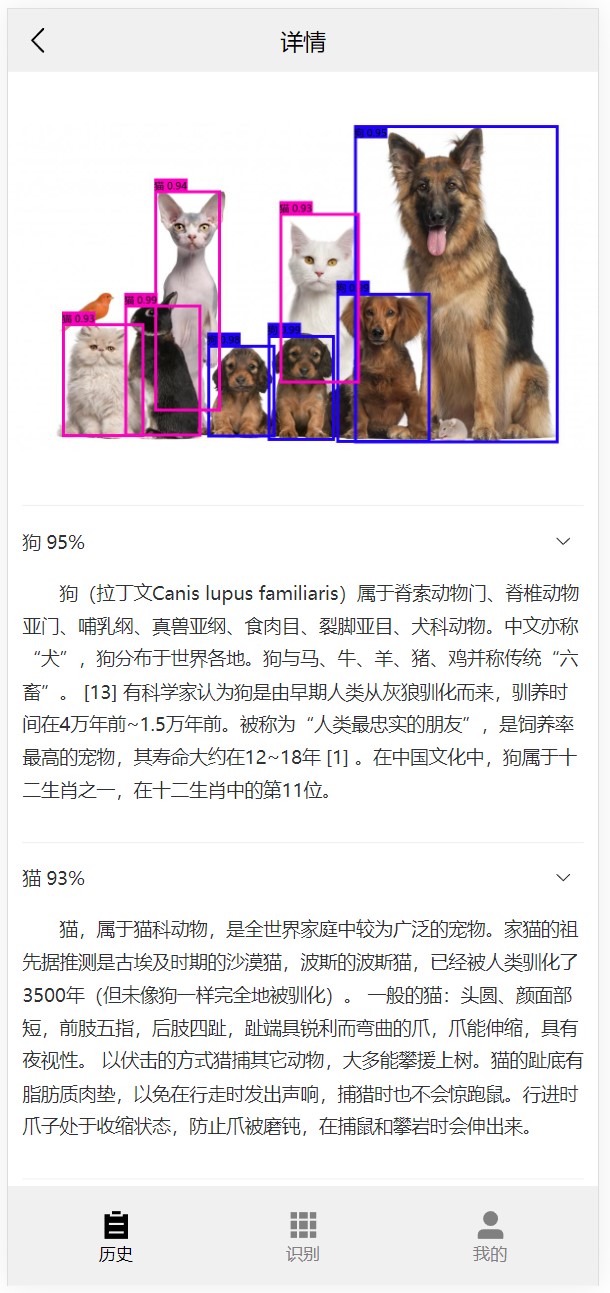 详情
狗 0.95
猫 0.94
猫 0.93
猫 0.99
猫 0.93
狗 95%
狗（拉丁文Canis lupus familiaris）属于脊索动物门、脊椎动物
亚门、哺乳纲、真兽亚纲、食肉目、裂脚亚目、犬科动物。中文亦称
“犬”，狗分布于世界各地。狗与马、牛、羊、猪、鸡并称传统“六
畜”。 [13] 有科学家认为狗是由早期人类从灰狼驯化而来，驯养时
间在4万年前~1.5万年前。被称为“人类最忠实的朋友”，是饲养率
最高的宠物，其寿命大约在12~18年 [1] 。在中国文化中，狗属于十
二生肖之一，在十二生肖中的第11位。
猫 93%
猫，属于猫科动物，是全世界家庭中较为广泛的宠物。家猫的祖
先据推测是古埃及时期的沙漠猫，波斯的波斯猫，已经被人类驯化了
3500年（但未像狗一样完全地被驯化）。 一般的猫：头圆、颜面部
短，前肢五指，后肢四趾，趾端具锐利而弯曲的爪，爪能伸缩，具有
夜视性。 以伏击的方式猎捕其它动物，大多能攀援上树。猫的趾底有
脂肪质肉垫，以免在行走时发出声响，捕猎时也不会惊跑鼠。行进时
爪子处于收缩状态，防止爪被磨钝，在捕鼠和攀岩时会伸出来。
历史
识别
我的